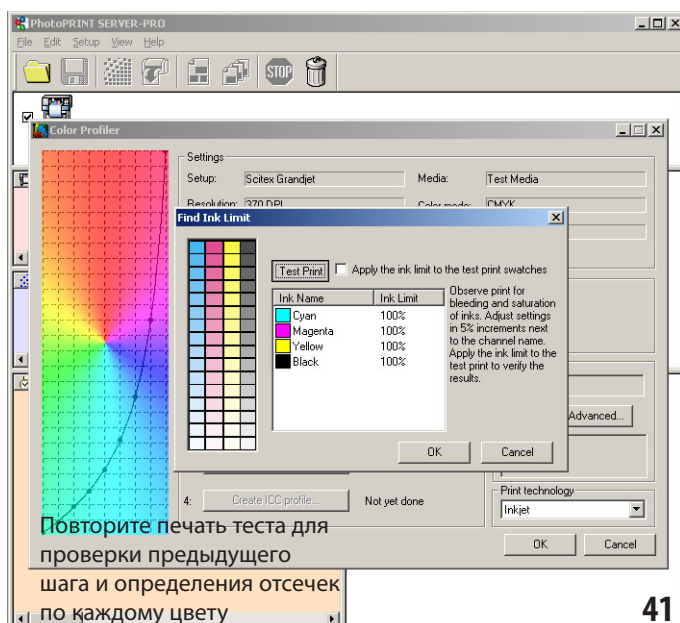 PhotoPRINT SERVER-PRO
File Edit Setup View Help
STOP
Color Profiler
Settings
Setup: Scitex Grandjet Media: Test Media
Resolution: 370 DPI Color mode: CMYK
Find Ink Limit
Test Print Apply the ink limit to the test print swatches
Ink Name Ink Limit
Cyan 100%
Magenta 100%
Yellow 100%
Black 100%
Observe print for
bleeding and saturation
of inks. Adjust settings
in 5% increments next
to the channel name.
Apply the ink limit to the
test print to verify the
results.
OK Cancel
Advanced...
4: Create ICC profile... Not yet done
Print technology
Inkjet
OK Cancel
Повторите печать теста для
проверки предыдущего
шага и определения отсечек
по каждому цвету
41